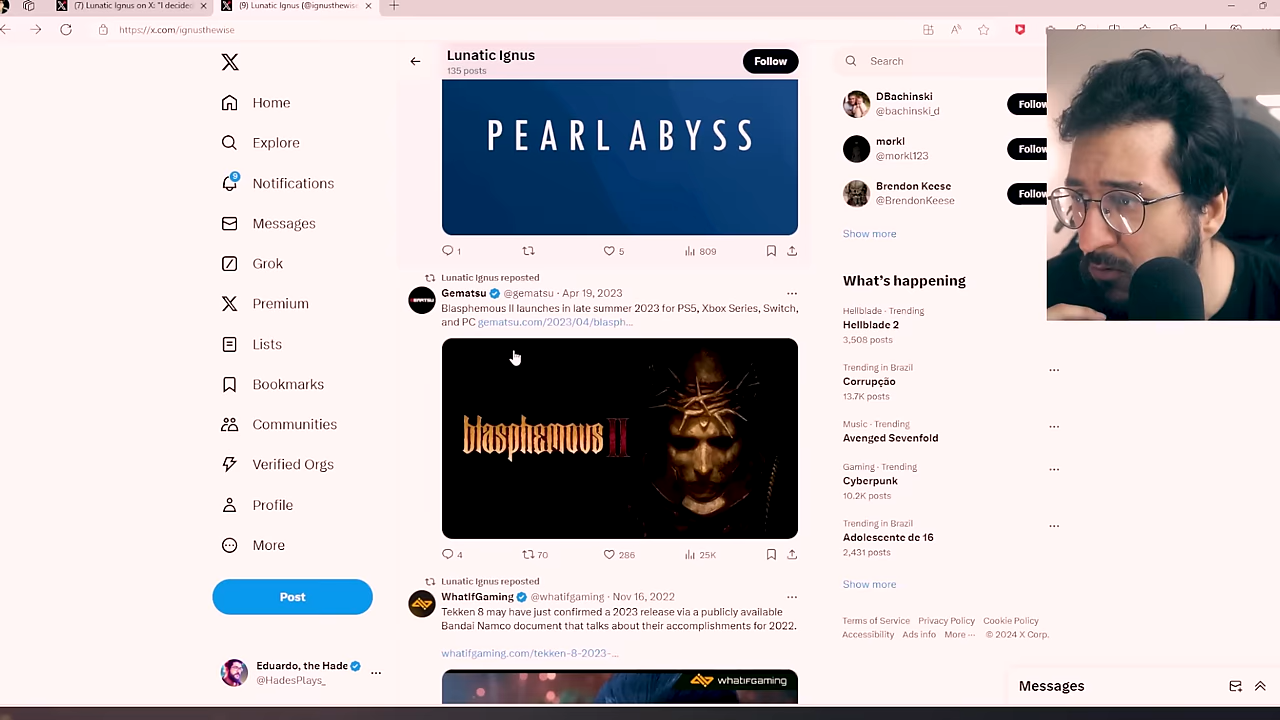 (7) Lunatic Ignus on X: "I decided
(9) Lunatic Ignus (@ignusthewise
https://x.com/ignusthewise
Home
Explore
9
Notifications
Messages
Grok
Premium
Lists
Bookmarks
Communities
Verified Orgs
Profile
More
Post
Eduardo, the Hade
@HadesPlays_
Lunatic Ignus
135 posts
Follow
PEARL ABYSS
1
5
809
Lunatic Ignus reposted
Gematsu @gematsu · Apr 19, 2023
Blasphemous II launches in late summer 2023 for PS5, Xbox Series, Switch,
and PC gematsu.com/2023/04/blasph...
GEMATSU
blasphemous II
4
70
286
25K
Lunatic Ignus reposted
WhatIfGaming @whatifgaming · Nov 16, 2022
Tekken 8 may have just confirmed a 2023 release via a publicly available
Bandai Namco document that talks about their accomplishments for 2022.
whatifgaming.com/tekken-8-2023-...
WHATIFGAMING
Search
DBachinski
@bachinski_d
Follow
mørkl
@morkl123
Follow
Brendon Keese
@BrendonKeese
Follow
Show more
What's happening
Hellblade · Trending
Hellblade 2
3,508 posts
Trending in Brazil
Corrupção
13.7K posts
Music · Trending
Avenged Sevenfold
Gaming · Trending
Cyberpunk
10.2K posts
Trending in Brazil
Adolescente de 16
2,431 posts
Show more
Terms of Service Privacy Policy Cookie Policy
Accessibility Ads info More ··· © 2024 X Corp.
Messages